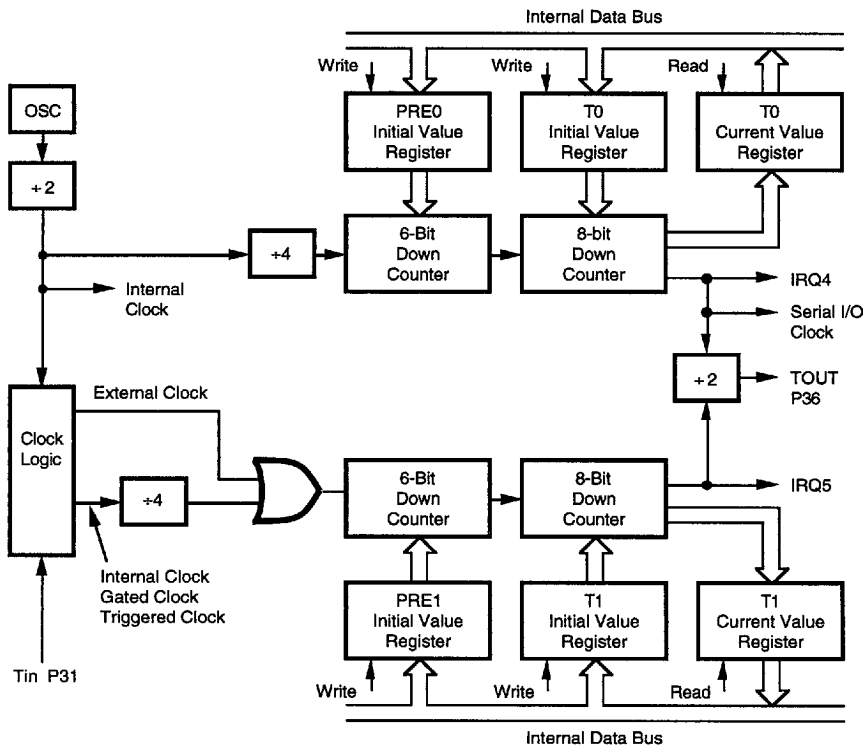 Internal Data Bus
Write
Write
Read
OSC
PRE0
Initial Value
Register
T0
Initial Value
Register
T0
Current Value
Register
÷2
÷4
6-Bit
Down
Counter
8-bit
Down
Counter
Internal
Clock
IRQ4
Serial I/O
Clock
÷2
TOUT
P36
External Clock
Clock
Logic
÷4
6-Bit
Down
Counter
8-Bit
Down
Counter
IRQ5
Internal Clock
Gated Clock
Triggered Clock
PRE1
Initial Value
Register
T1
Initial Value
Register
T1
Current Value
Register
Tin P31
Write
Write
Read
Internal Data Bus